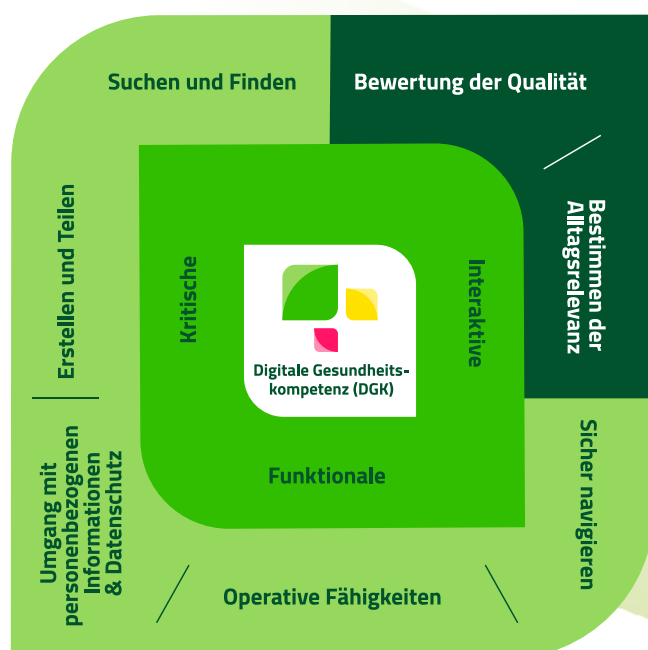 Suchen und Finden
Bewertung der Qualität
Bestimmen der
Alltagsrelevanz
Sicher navigieren
Operative Fähigkeiten
Umgang mit
personenbezogenen
Informationen
& Datenschutz
Erstellen und Teilen
Kritische
Interaktive
Funktionale
Digitale Gesundheits-
kompetenz (DGK)